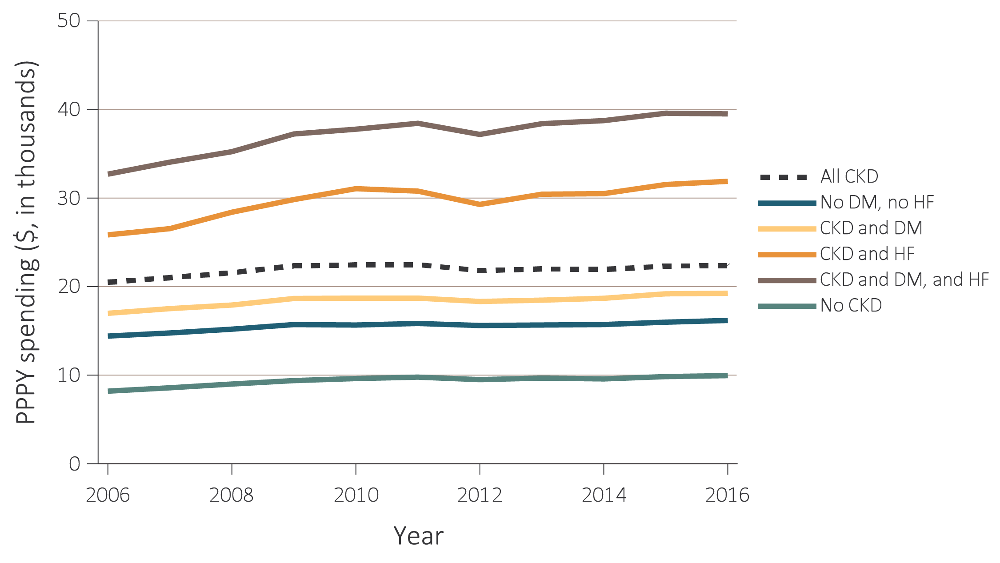 PPPY spending ($, in thousands)
50
40
30
20
10
0
2006 2008 2010 2012 2014 2016
Year
All CKD
No DM, no HF
CKD and DM
CKD and HF
CKD and DM, and HF
No CKD